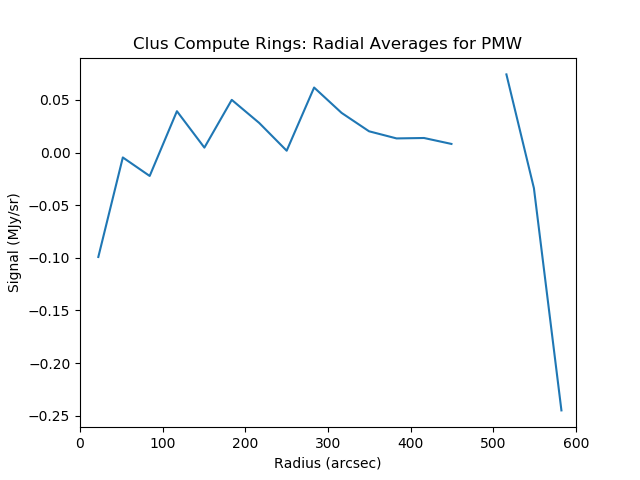 Clus Compute Rings: Radial Averages for PMW
Signal (MJy/sr)
0.05
0.00
−0.05
−0.10
−0.15
−0.20
−0.25
0 100 200 300 400 500 600
Radius (arcsec)